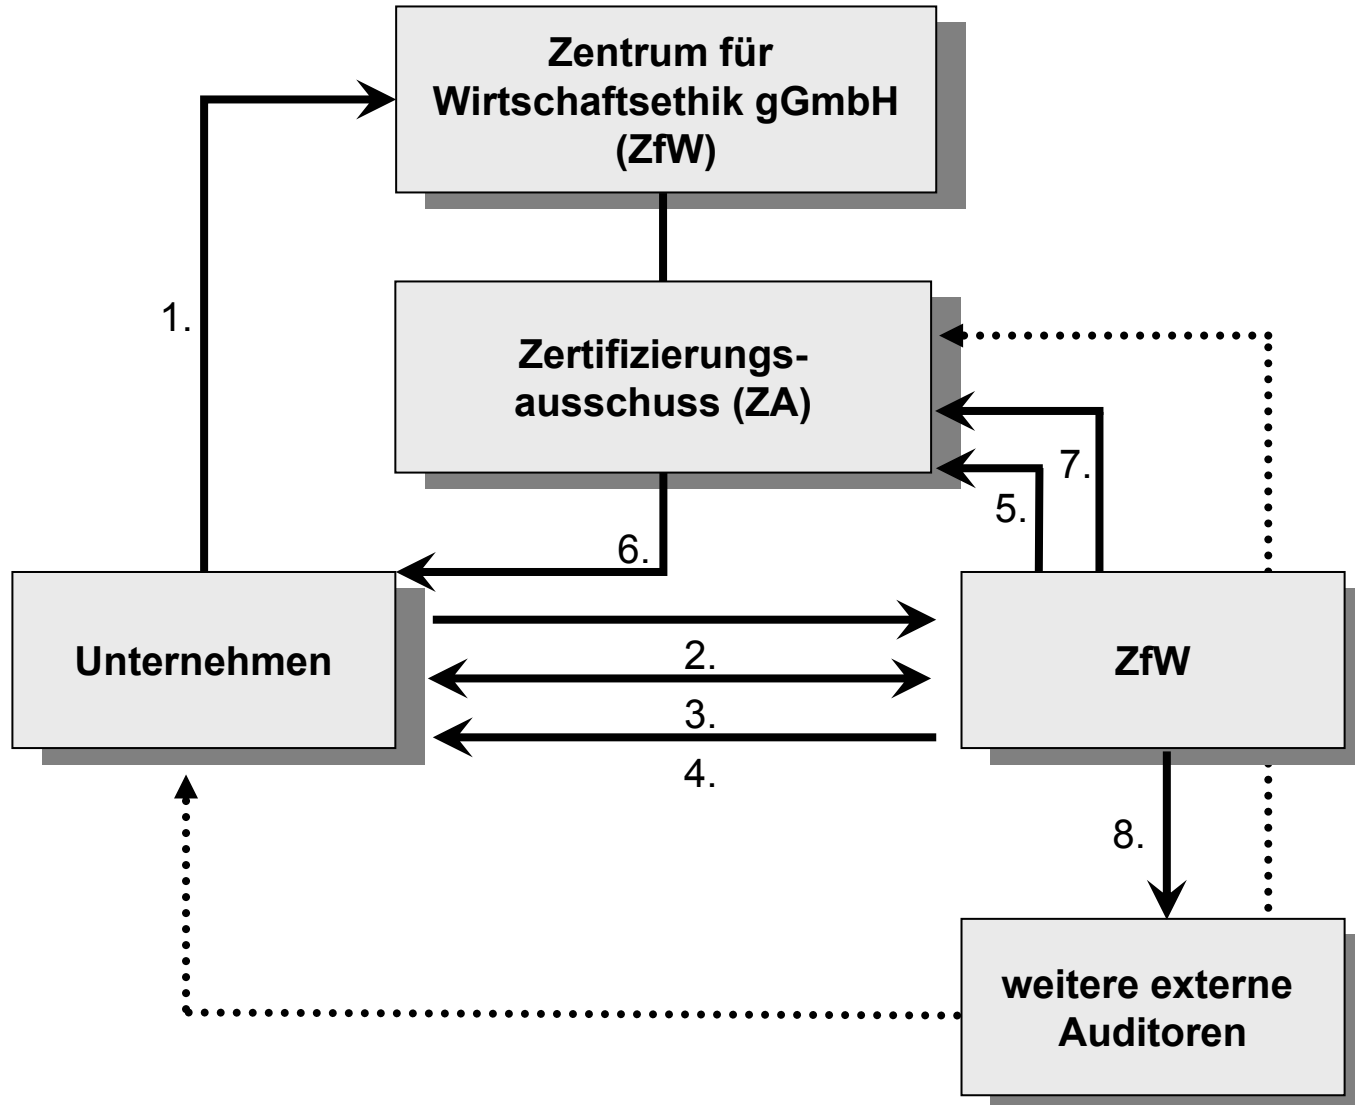 Zentrum für
Wirtschaftsethik gGmbH
(ZfW)
1.
Zertifizierungs-
ausschuss (ZA)
7.
5.
6.
Unternehmen
2.
3.
4.
ZfW
8.
weitere externe
Auditoren